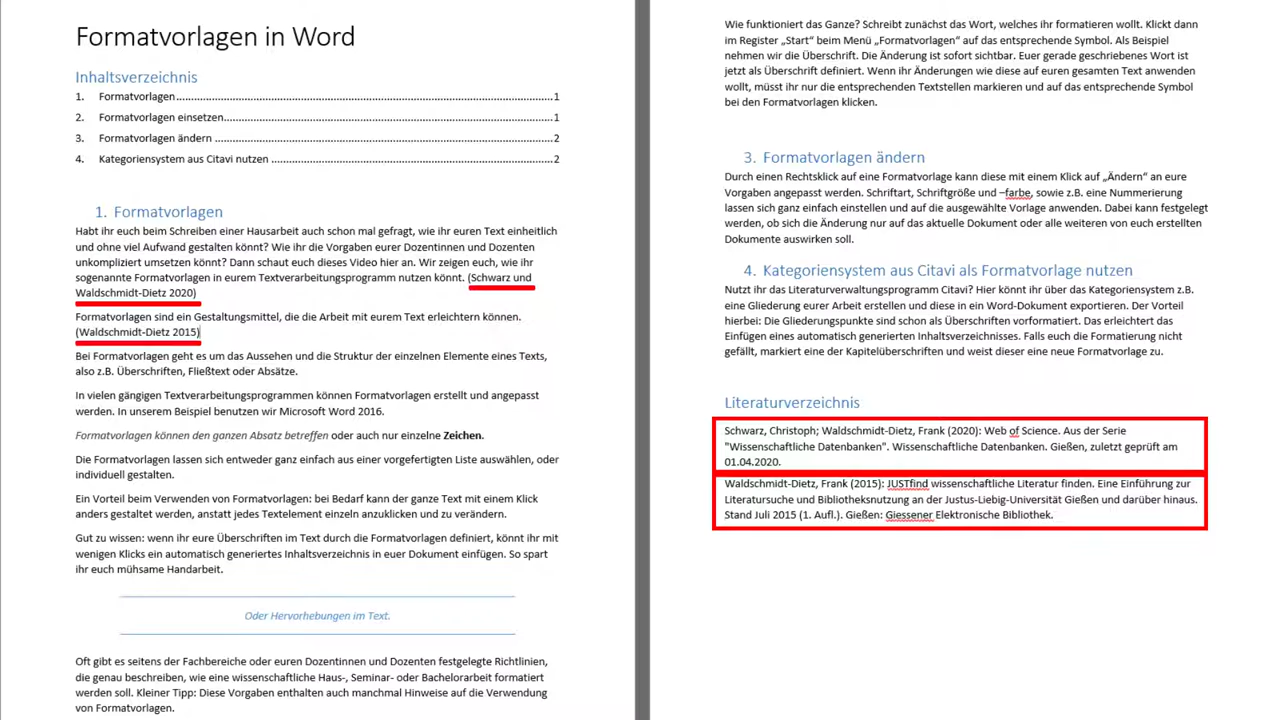 Formatvorlagen in Word
Inhaltsverzeichnis
1. Formatvorlagen....................................................................................................................1
2. Formatvorlagen einsetzen....................................................................................................1
3. Formatvorlagen ändern .......................................................................................................2
4. Kategoriensystem aus Citavi nutzen ....................................................................................2
1. Formatvorlagen
Habt ihr euch beim Schreiben einer Hausarbeit auch schon mal gefragt, wie ihr euren Text einheitlich
und ohne viel Aufwand gestalten könnt? Wie ihr die Vorgaben eurer Dozentinnen und Dozenten
unkompliziert umsetzen könnt? Dann schaut euch dieses Video hier an. Wir zeigen euch, wie ihr
sogenannte Formatvorlagen in eurem Textverarbeitungsprogramm nutzen könnt. (Schwarz und
Waldschmidt-Dietz 2020)
Formatvorlagen sind ein Gestaltungsmittel, die die Arbeit mit eurem Text erleichtern können.
(Waldschmidt-Dietz 2015)
Bei Formatvorlagen geht es um das Aussehen und die Struktur der einzelnen Elemente eines Texts,
also z.B. Überschriften, Fließtext oder Absätze.
In vielen gängigen Textverarbeitungsprogrammen können Formatvorlagen erstellt und angepasst
werden. In unserem Beispiel benutzen wir Microsoft Word 2016.
Formatvorlagen können den ganzen Absatz betreffen oder auch nur einzelne Zeichen.
Die Formatvorlagen lassen sich entweder ganz einfach aus einer vorgefertigten Liste auswählen, oder
individuell gestalten.
Ein Vorteil beim Verwenden von Formatvorlagen: bei Bedarf kann der ganze Text mit einem Klick
anders gestaltet werden, anstatt jedes Textelement einzeln anzuklicken und zu verändern.
Gut zu wissen: wenn ihr eure Überschriften im Text durch die Formatvorlagen definiert, könnt ihr mit
wenigen Klicks ein automatisch generiertes Inhaltsverzeichnis in euer Dokument einfügen. So spart
ihr euch mühsame Handarbeit.
Oder Hervorhebungen im Text.
Oft gibt es seitens der Fachbereiche oder euren Dozentinnen und Dozenten festgelegte Richtlinien,
die genau beschreiben, wie eine wissenschaftliche Haus-, Seminar- oder Bachelorarbeit formatiert
werden soll. Kleiner Tipp: Diese Vorgaben enthalten auch manchmal Hinweise auf die Verwendung
von Formatvorlagen.
Wie funktioniert das Ganze? Schreibt zunächst das Wort, welches ihr formatieren wollt. Klickt dann
im Register „Start“ beim Menü „Formatvorlagen“ auf das entsprechende Symbol. Als Beispiel
nehmen wir die Überschrift. Die Änderung ist sofort sichtbar. Euer gerade geschriebenes Wort ist
jetzt als Überschrift definiert. Wenn ihr Änderungen wie diese auf euren gesamten Text anwenden
wollt, müsst ihr nur die entsprechenden Textstellen markieren und auf das entsprechende Symbol
bei den Formatvorlagen klicken.
3. Formatvorlagen ändern
Durch einen Rechtsklick auf eine Formatvorlage kann diese mit einem Klick auf „Ändern“ an eure
Vorgaben angepasst werden. Schriftart, Schriftgröße und –farbe, sowie z.B. eine Nummerierung
lassen sich ganz einfach einstellen und auf die ausgewählte Vorlage anwenden. Dabei kann festgelegt
werden, ob sich die Änderung nur auf das aktuelle Dokument oder alle weiteren von euch erstellten
Dokumente auswirken soll.
4. Kategoriensystem aus Citavi als Formatvorlage nutzen
Nutzt ihr das Literaturverwaltungsprogramm Citavi? Hier könnt ihr über das Kategoriensystem z.B.
eine Gliederung eurer Arbeit erstellen und diese in ein Word-Dokument exportieren. Der Vorteil
hierbei: Die Gliederungspunkte sind schon als Überschriften vorformatiert. Das erleichtert das
Einfügen eines automatisch generierten Inhaltsverzeichnisses. Falls euch die Formatierung nicht
gefällt, markiert eine der Kapitelüberschriften und weist dieser eine neue Formatvorlage zu.
Literaturverzeichnis
Schwarz, Christoph; Waldschmidt-Dietz, Frank (2020): Web of Science. Aus der Serie
"Wissenschaftliche Datenbanken". Wissenschaftliche Datenbanken. Gießen, zuletzt geprüft am
01.04.2020.
Waldschmidt-Dietz, Frank (2015): JUSTfind wissenschaftliche Literatur finden. Eine Einführung zur
Literatursuche und Bibliotheksnutzung an der Justus-Liebig-Universität Gießen und darüber hinaus.
Stand Juli 2015 (1. Aufl.). Gießen: Giessener Elektronische Bibliothek.